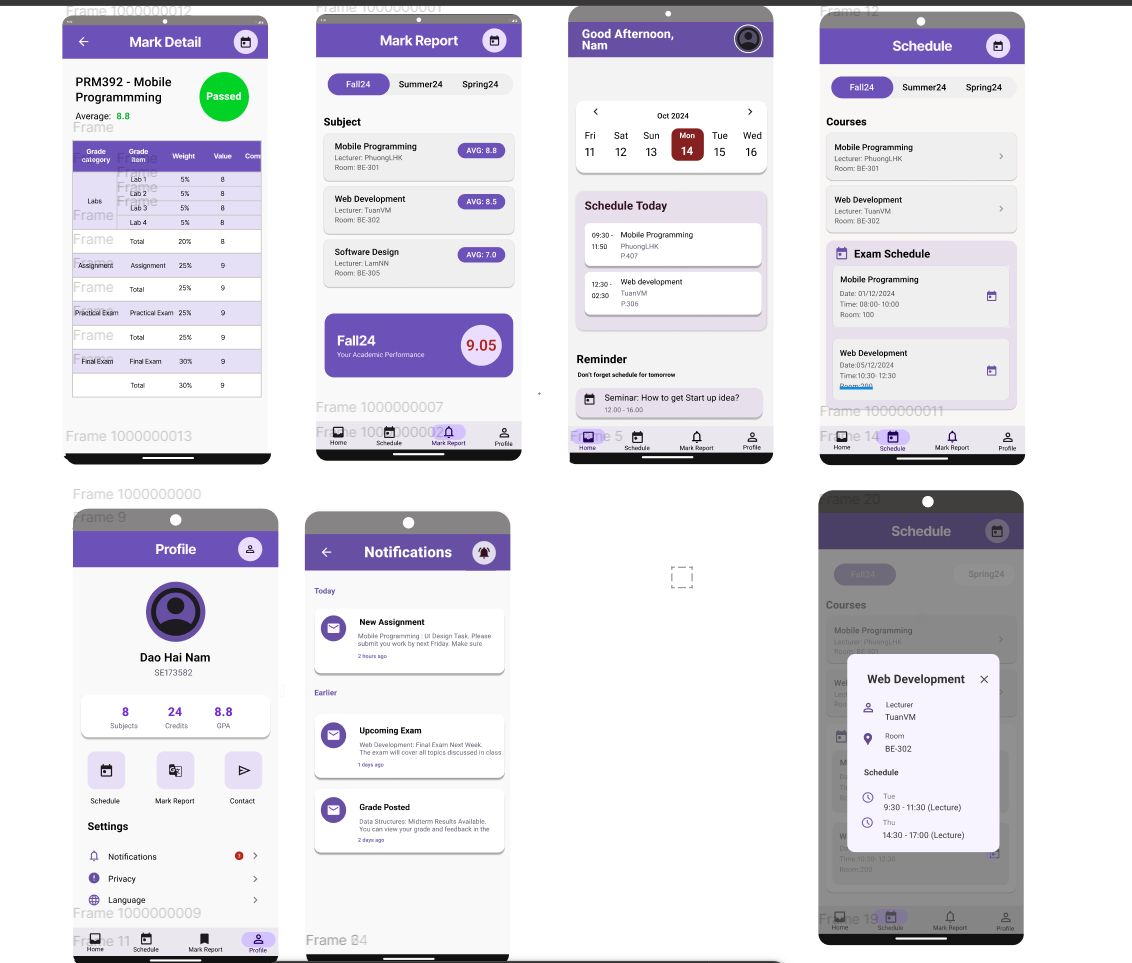 Frame 1000000012
Mark Detail
PRM392 - Mobile
Programmming
Average: 8.8
Passed
Frame
Grade category
Grade item
Weight
Value
Com
Frame
Frame
Frame
Frame
Labs
Lab 1 5% 8
Lab 2 5% 8
Lab 3 5% 8
Lab 4 5% 8
Frame
Total 20% 8
Frame
Frame
Assignment Assignment 25% 9
Total 25% 9
Frame
Practical Exam Practical Exam 25% 9
Frame
Total 25% 9
Frame
Final Exam Final Exam 30% 9
Total 30% 9
Frame 1000000013
Frame 1000000001
Mark Report
Fall24 Summer24 Spring24
Subject
Mobile Programming
Lecturer: PhuongLHK
Room: BE-301
AVG: 8.8
Web Development
Lecturer: TuanVM
Room: BE-302
AVG: 8.5
Software Design
Lecturer: LamNN
Room: BE-305
AVG: 7.0
Fall24
Your Academic Performance
9.05
Frame 1000000007
Home Schedule Mark Report Profile
Good Afternoon,
Nam
Oct 2024
Fri Sat Sun Mon Tue Wed
11 12 13 14 15 16
Schedule Today
09:30 -
11:50
Mobile Programming
PhuongLHK
P.407
12:30 -
02:30
Web development
TuanVM
P.306
Reminder
Don't forget schedule for tomorrow
Seminar: How to get Start up idea?
12.00 - 16.00
Frame 5
Home Schedule Mark Report Profile
Frame 12
Schedule
Fall24 Summer24 Spring24
Courses
Mobile Programming
Lecturer: PhuongLHK
Room: BE-301
Web Development
Lecturer: TuanVM
Room: BE-302
Exam Schedule
Mobile Programming
Date: 01/12/2024
Time: 08:00- 10:00
Room: 100
Web Development
Date:05/12/2024
Time:10:30- 12:30
Room:200
Frame 1000000011
Frame 14
Home Schedule Mark Report Profile
Frame 1000000000
Frame 9
Profile
Dao Hai Nam
SE173582
8 24 8.8
Subjects Credits GPA
Schedule Mark Report Contact
Settings
Notifications
Privacy
Language
Frame 1000000009
Frame 11
Home Schedule Mark Report Profile
Notifications
Today
New Assignment
Mobile Programming : UI Design Task. Please
submit you work by next Friday. Make sure
2 hours ago
Earlier
Upcoming Exam
Web Development: Final Exam Next Week.
The exam will cover all topics discussed in class
1 days ago
Grade Posted
Data Structures: Midterm Results Available.
You can view your grade and feedback in the
2 days ago
Frame
Frame 20
Schedule
Fall24 Spring24
Courses
Mobile Programming
Lecturer: PhuongLHK
Room: BE-301
Web Development
Lecturer
TuanVM
Room
BE-302
Schedule
Tue
9:30 - 11:30 (Lecture)
Thu
14:30 - 17:00 (Lecture)
Time:10:30- 12:30
Room:200
Frame 19
Home Schedule Mark Report Profile